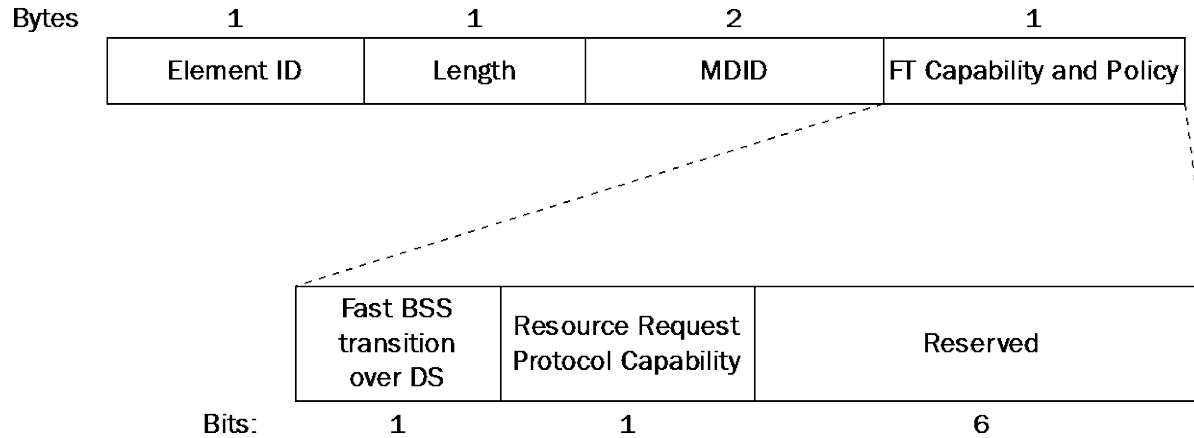 Bytes 1 1 2 1
Element ID Length MDID FT Capability and Policy
Fast BSS
transition
over DS
Resource Request
Protocol Capability
Reserved
Bits: 1 1 6